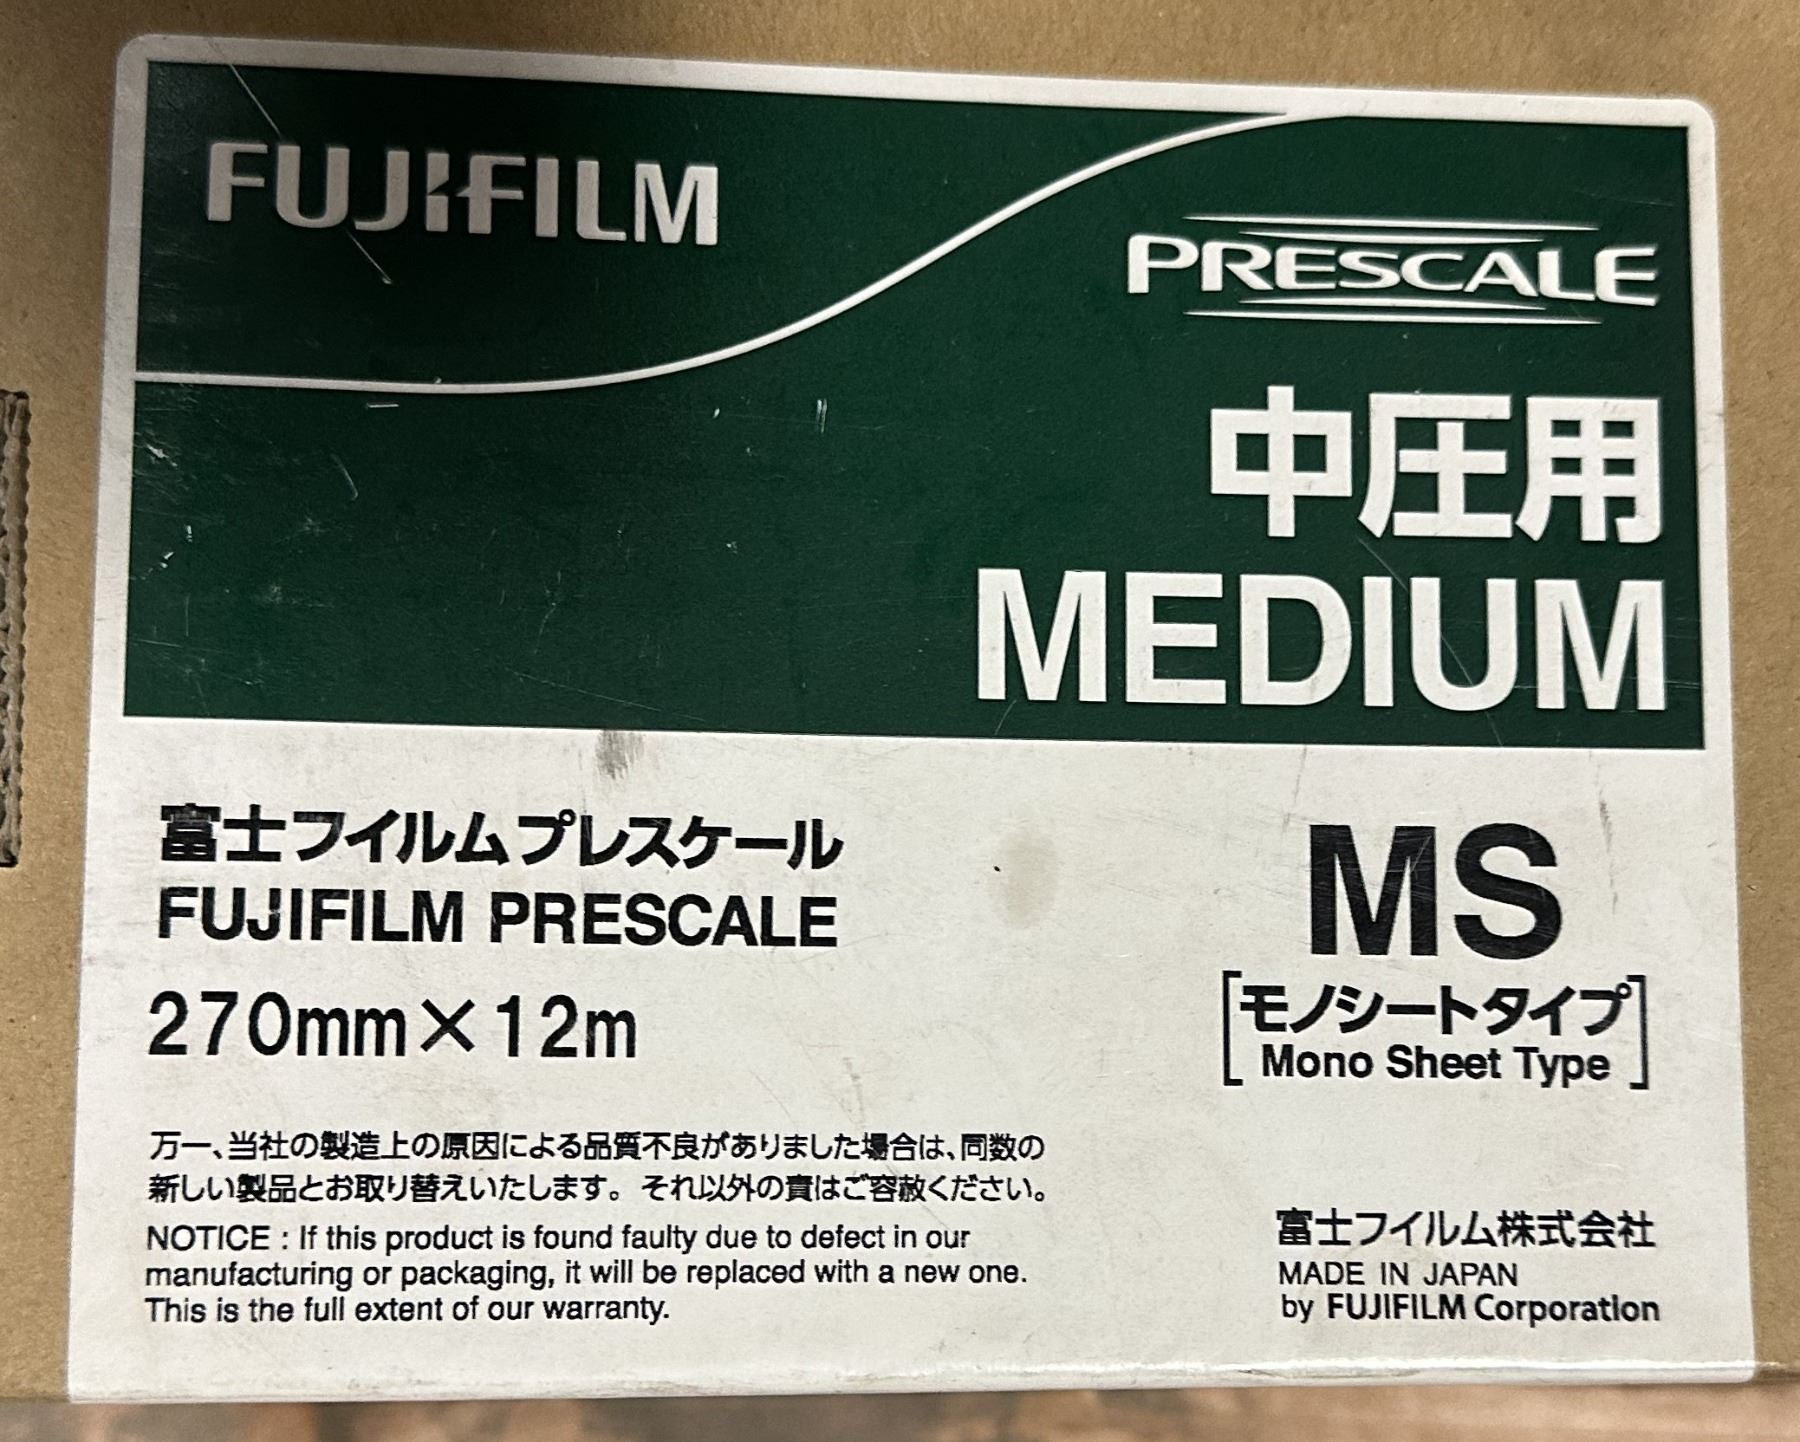 FUJIFILM
PRESCALE
中圧用
MEDIUM
富士フイルムプレスケール
FUJIFILM PRESCALE
270mm×12m
MS
[モノシートタイプ
Mono Sheet Type]
万一、当社の製造上の原因による品質不良がありました場合は、同数の
新しい製品とお取り替えいたします。それ以外の責はご容赦ください。
NOTICE : If this product is found faulty due to defect in our
manufacturing or packaging, it will be replaced with a new one.
This is the full extent of our warranty.
富士フイルム株式会社
MADE IN JAPAN
by FUJIFILM Corporation